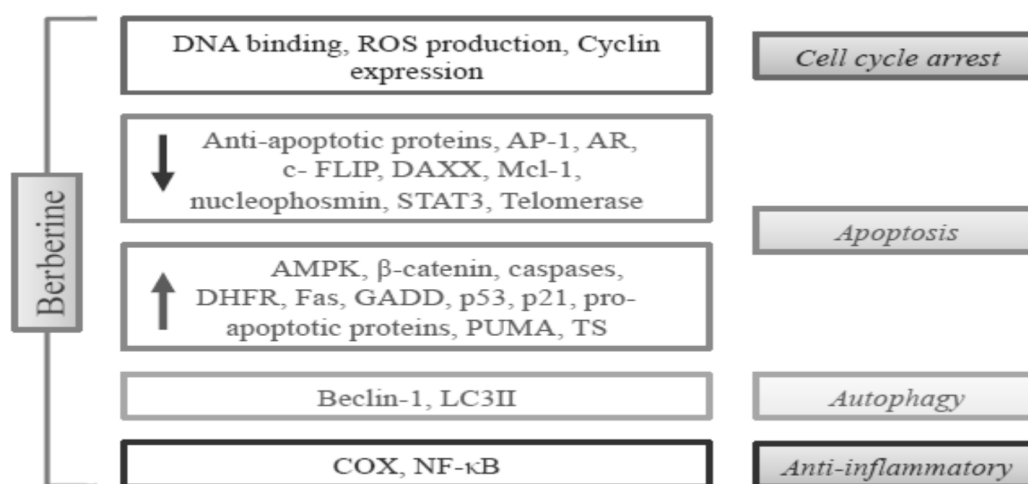 Berberine
DNA binding, ROS production, Cyclin
expression
Cell cycle arrest
Anti-apoptotic proteins, AP-1, AR,
c- FLIP, DAXX, Mcl-1,
nucleophosmin, STAT3, Telomerase
AMPK, β-catenin, caspases,
DHFR, Fas, GADD, p53, p21, pro-
apoptotic proteins, PUMA, TS
Apoptosis
Beclin-1, LC3II
Autophagy
COX, NF-κB
Anti-inflammatory